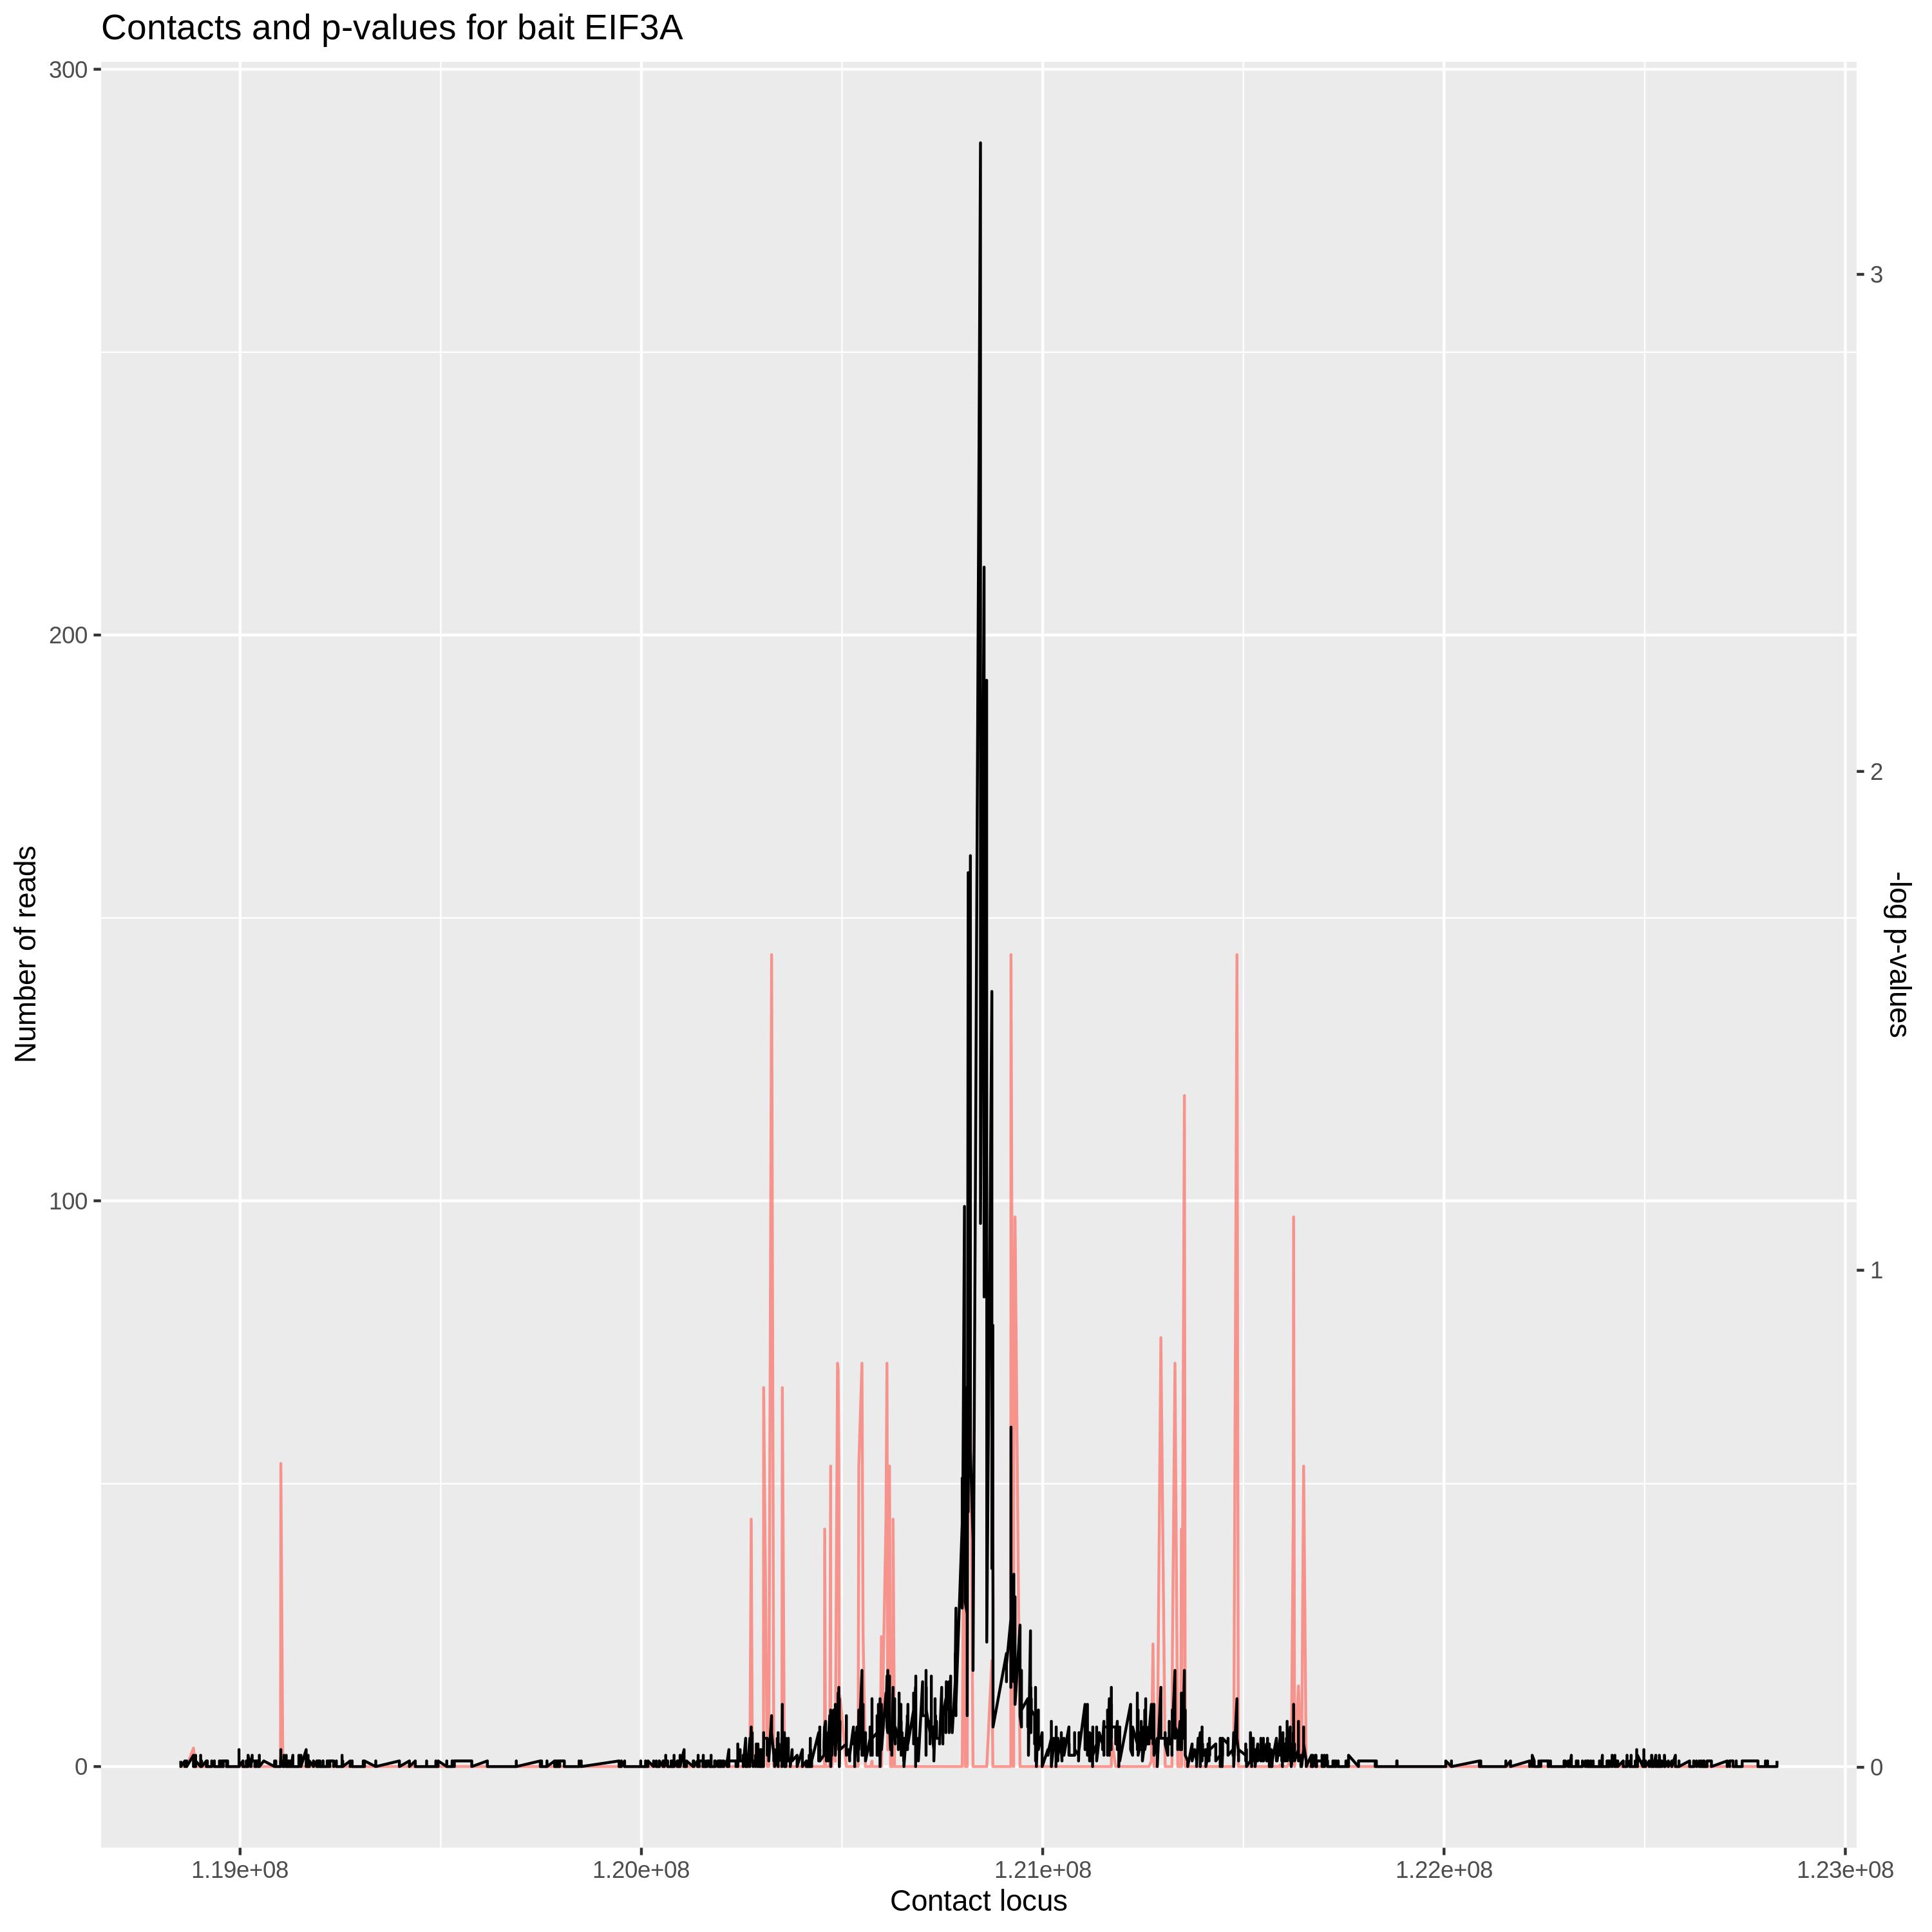 Contacts and p-values for bait EIF3A
300
200
100
0
Number of reads
3
2
1
0
-log p-values
1.19e+08
1.20e+08
1.21e+08
1.22e+08
1.23e+08
Contact locus